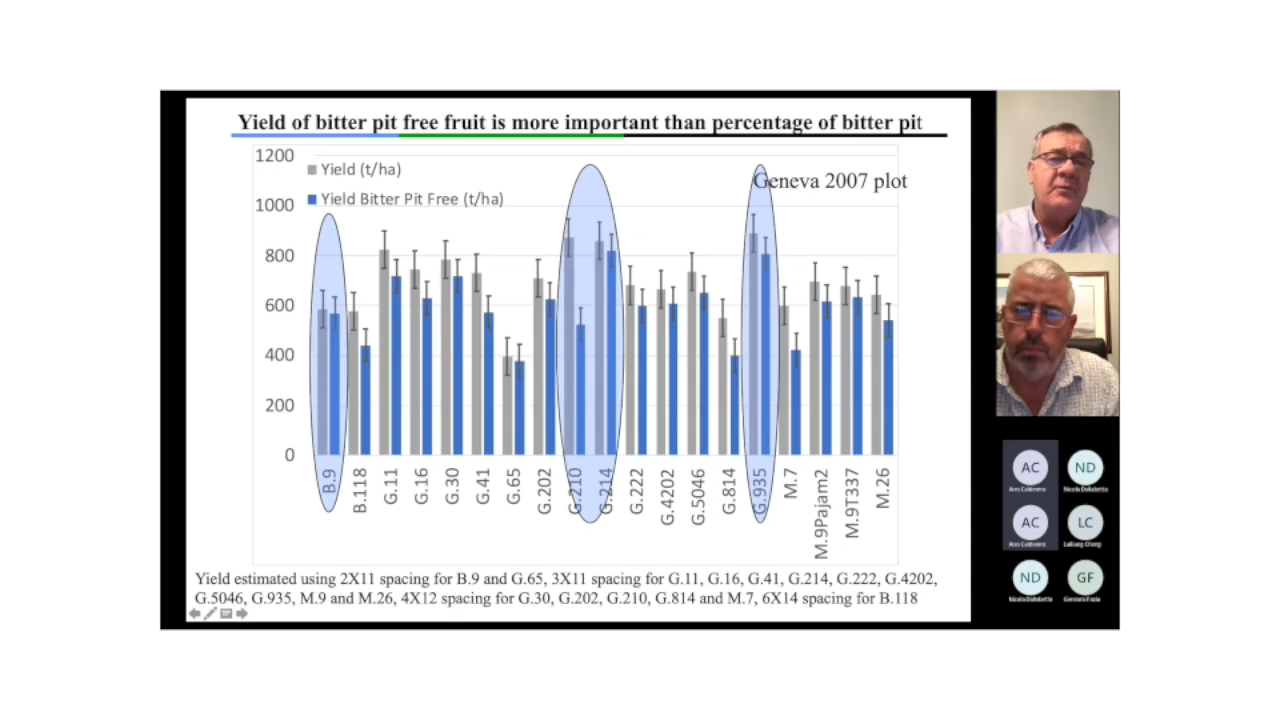 Yield of bitter pit free fruit is more important than percentage of bitter pit
1200
1000
800
600
400
200
0
Yield (t/ha)
Yield Bitter Pit Free (t/ha)
Geneva 2007 plot
B.9
B.118
G.11
G.16
G.30
G.41
G.65
G.202
G.210
G.214
G.222
G.4202
G.5046
G.814
G.935
M.7
M.9Pajam2
M.9T337
M.26
Yield estimated using 2X11 spacing for B.9 and G.65, 3X11 spacing for G.11, G.16, G.41, G.214, G.222, G.4202,
G.5046, G.935, M.9 and M.26, 4X12 spacing for G.30, G.202, G.210, G.814 and M.7, 6X14 spacing for B.118
AC
ND
AC
LC
Lailiang Cheng
ND
GF
Gennaro Fazio